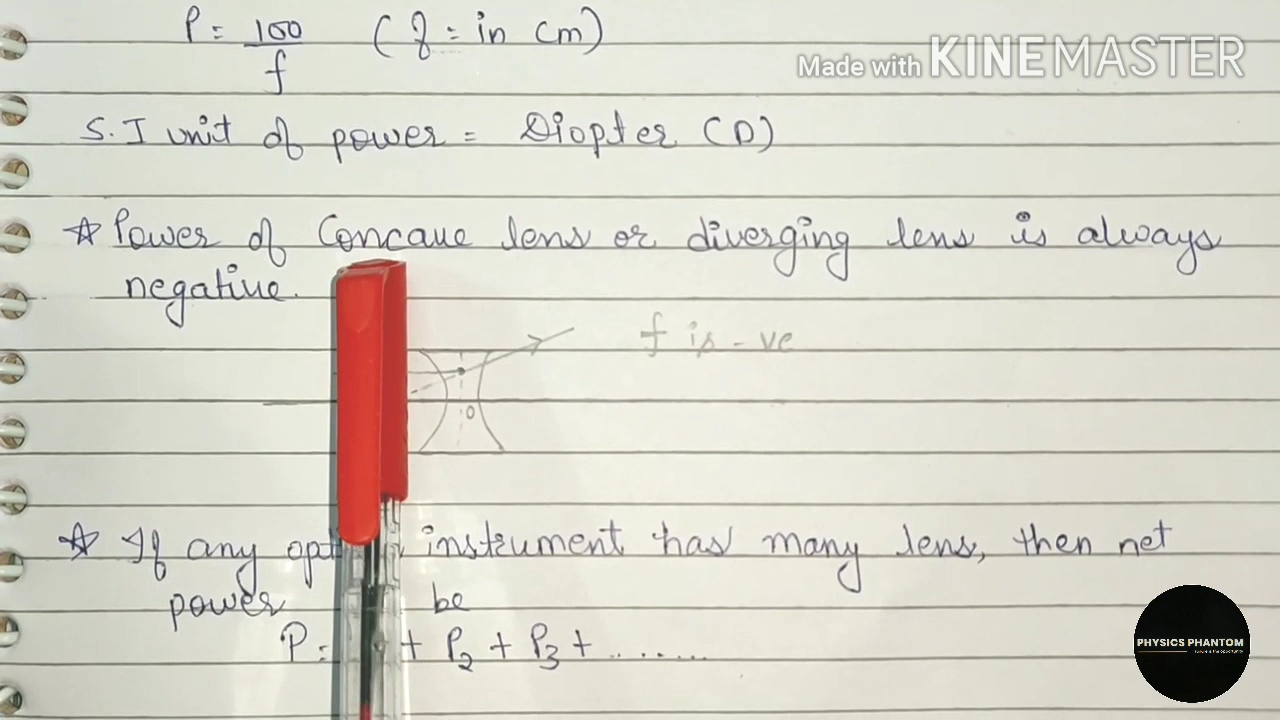 P = 100/f (f = in cm)
Made with KINEMASTER
S.I unit of power = Diopter (D)
☆ Power of Concave lens or diverging lens is always
negative.
f is -ve
O
☆ If any instrument has many lens, then net
power be
P = + P₂ + P₃ + .......
PHYSICS PHANTOM